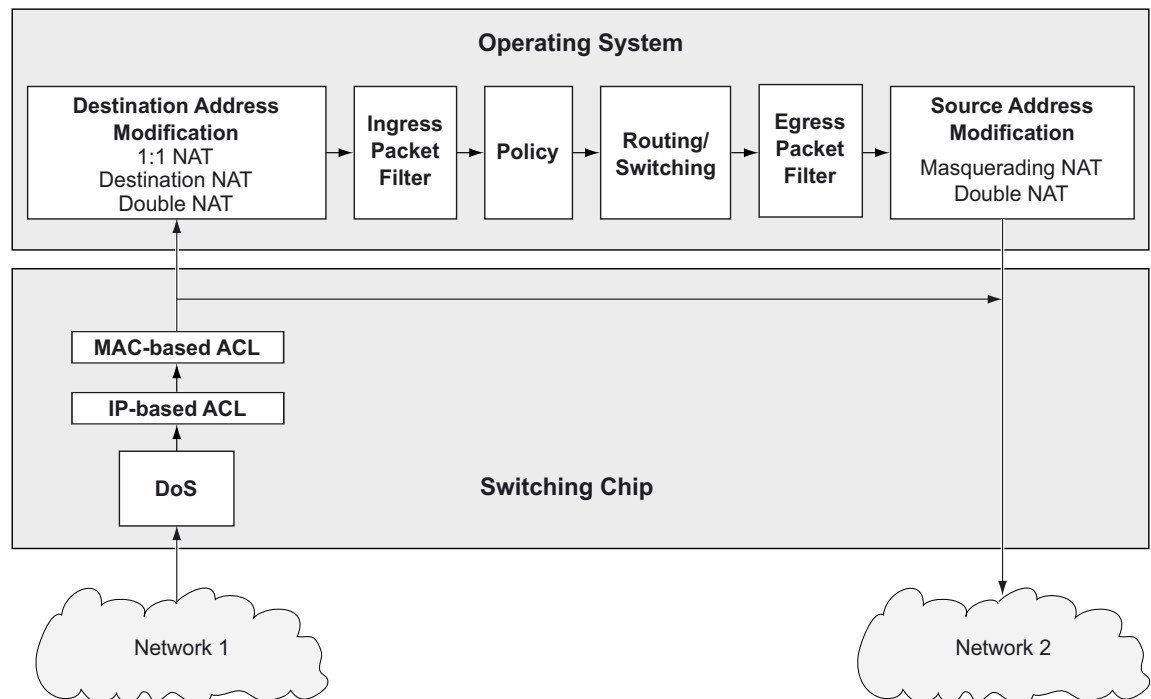 Operating System
Destination Address
Modification
1:1 NAT
Destination NAT
Double NAT
Ingress
Packet
Filter
Policy
Routing/
Switching
Egress
Packet
Filter
Source Address
Modification
Masquerading NAT
Double NAT
MAC-based ACL
IP-based ACL
DoS
Switching Chip
Network 1
Network 2